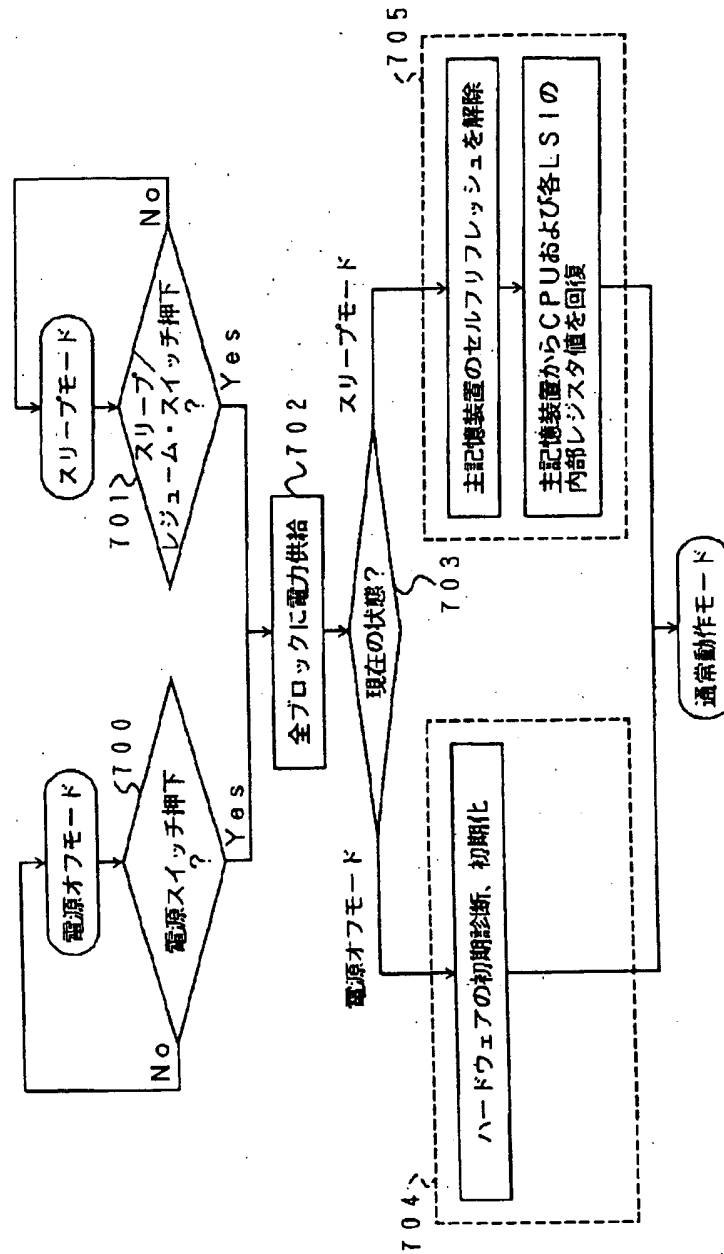 電源オフモード
700
電源スイッチ押下
?
No
Yes
スリープモード
701
スリープ/
レジューム・スイッチ押下
?
No
Yes
702
全ブロックに電力供給
現在の状態?
703
電源オフモード
スリープモード
704
ハードウェアの初期診断、初期化
705
主記憶装置のセルフリフレッシュを解除
主記憶装置からCPUおよび各LSIの
内部レジスタ値を回復
通常動作モード